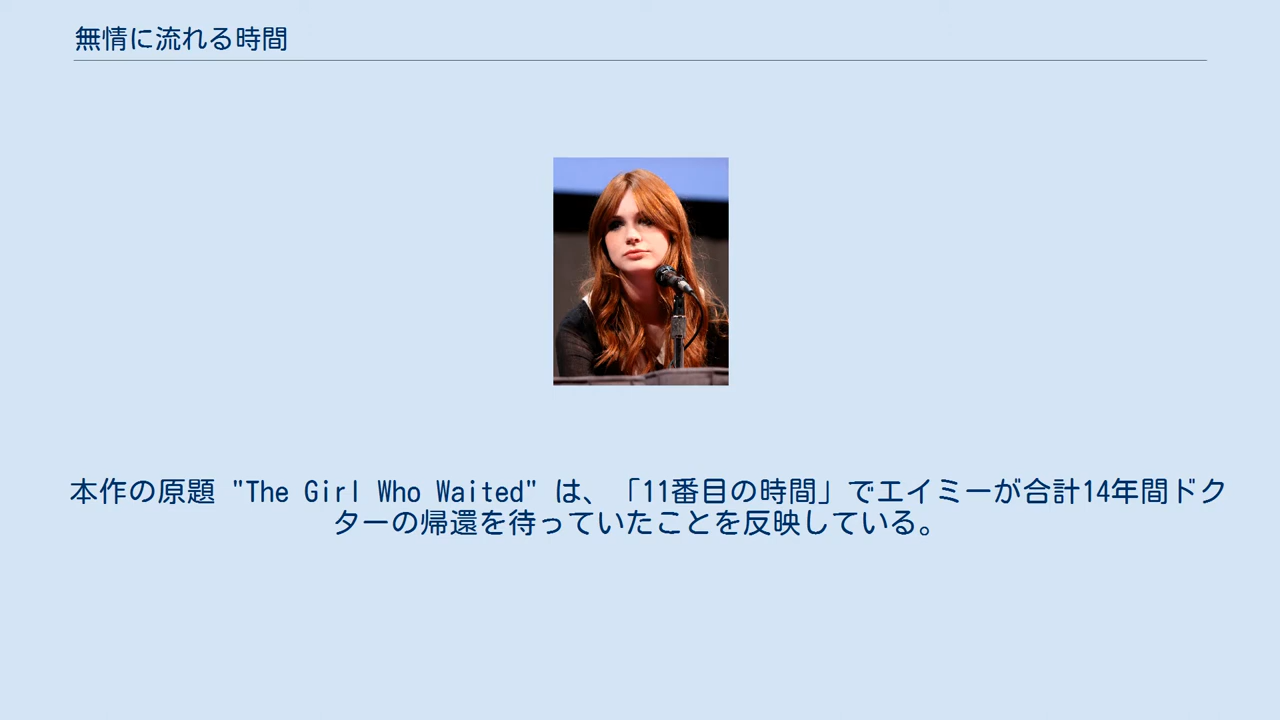 無情に流れる時間
本作の原題 "The Girl Who Waited" は、「11番目の時間」でエイミーが合計14年間ドク
ターの帰還を待っていたことを反映している。